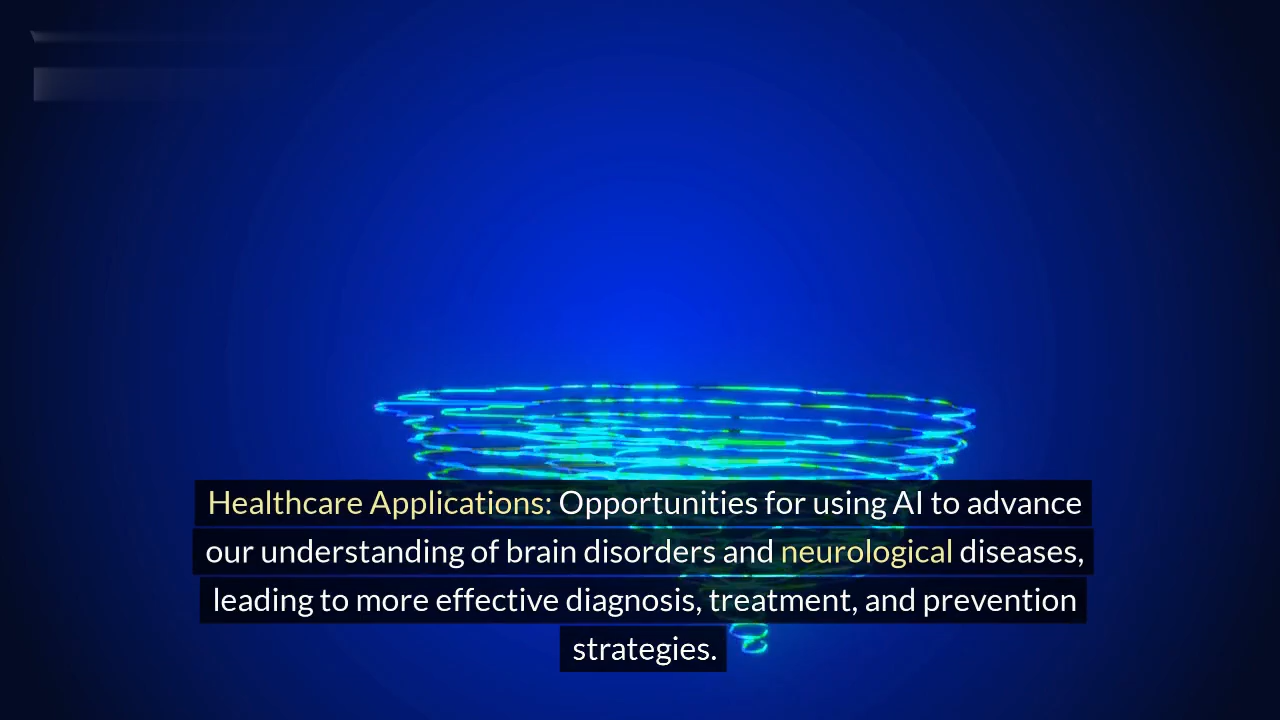 Healthcare Applications: Opportunities for using AI to advance
our understanding of brain disorders and neurological diseases,
leading to more effective diagnosis, treatment, and prevention
strategies.